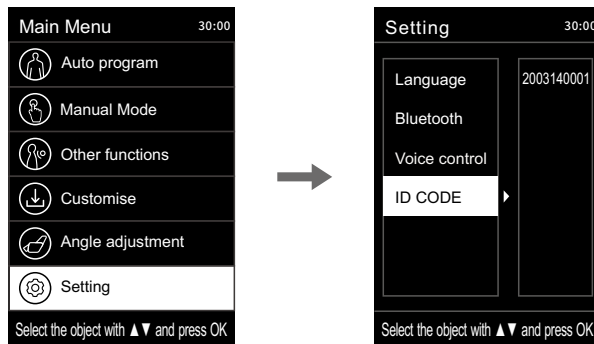 Main Menu 30:00
Auto program
Manual Mode
Other functions
Customise
Angle adjustment
Setting
Select the object with ▲▼ and press OK
Setting 30:00
Language 2003140001
Bluetooth
Voice control
ID CODE
Select the object with ▲▼ and press OK